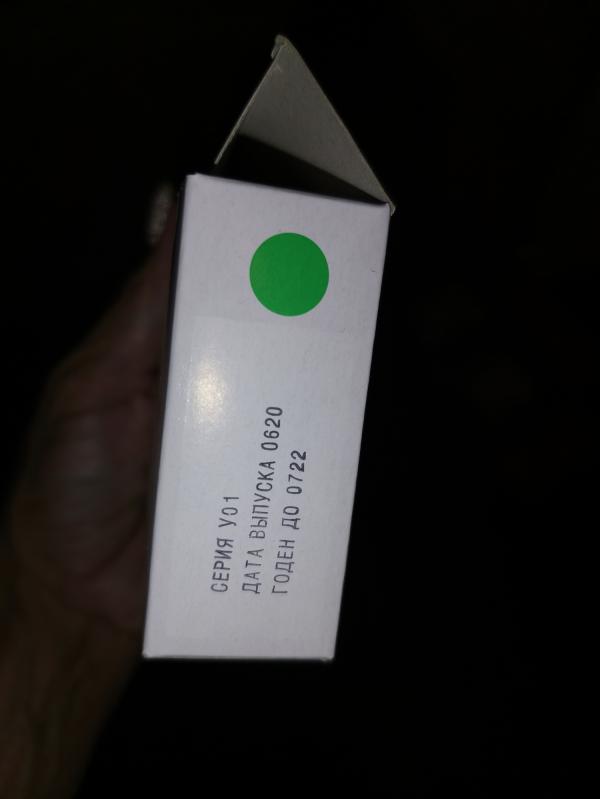 СЕРИЯ У01
ДАТА ВЫПУСКА 0620
ГОДЕН ДО 0722